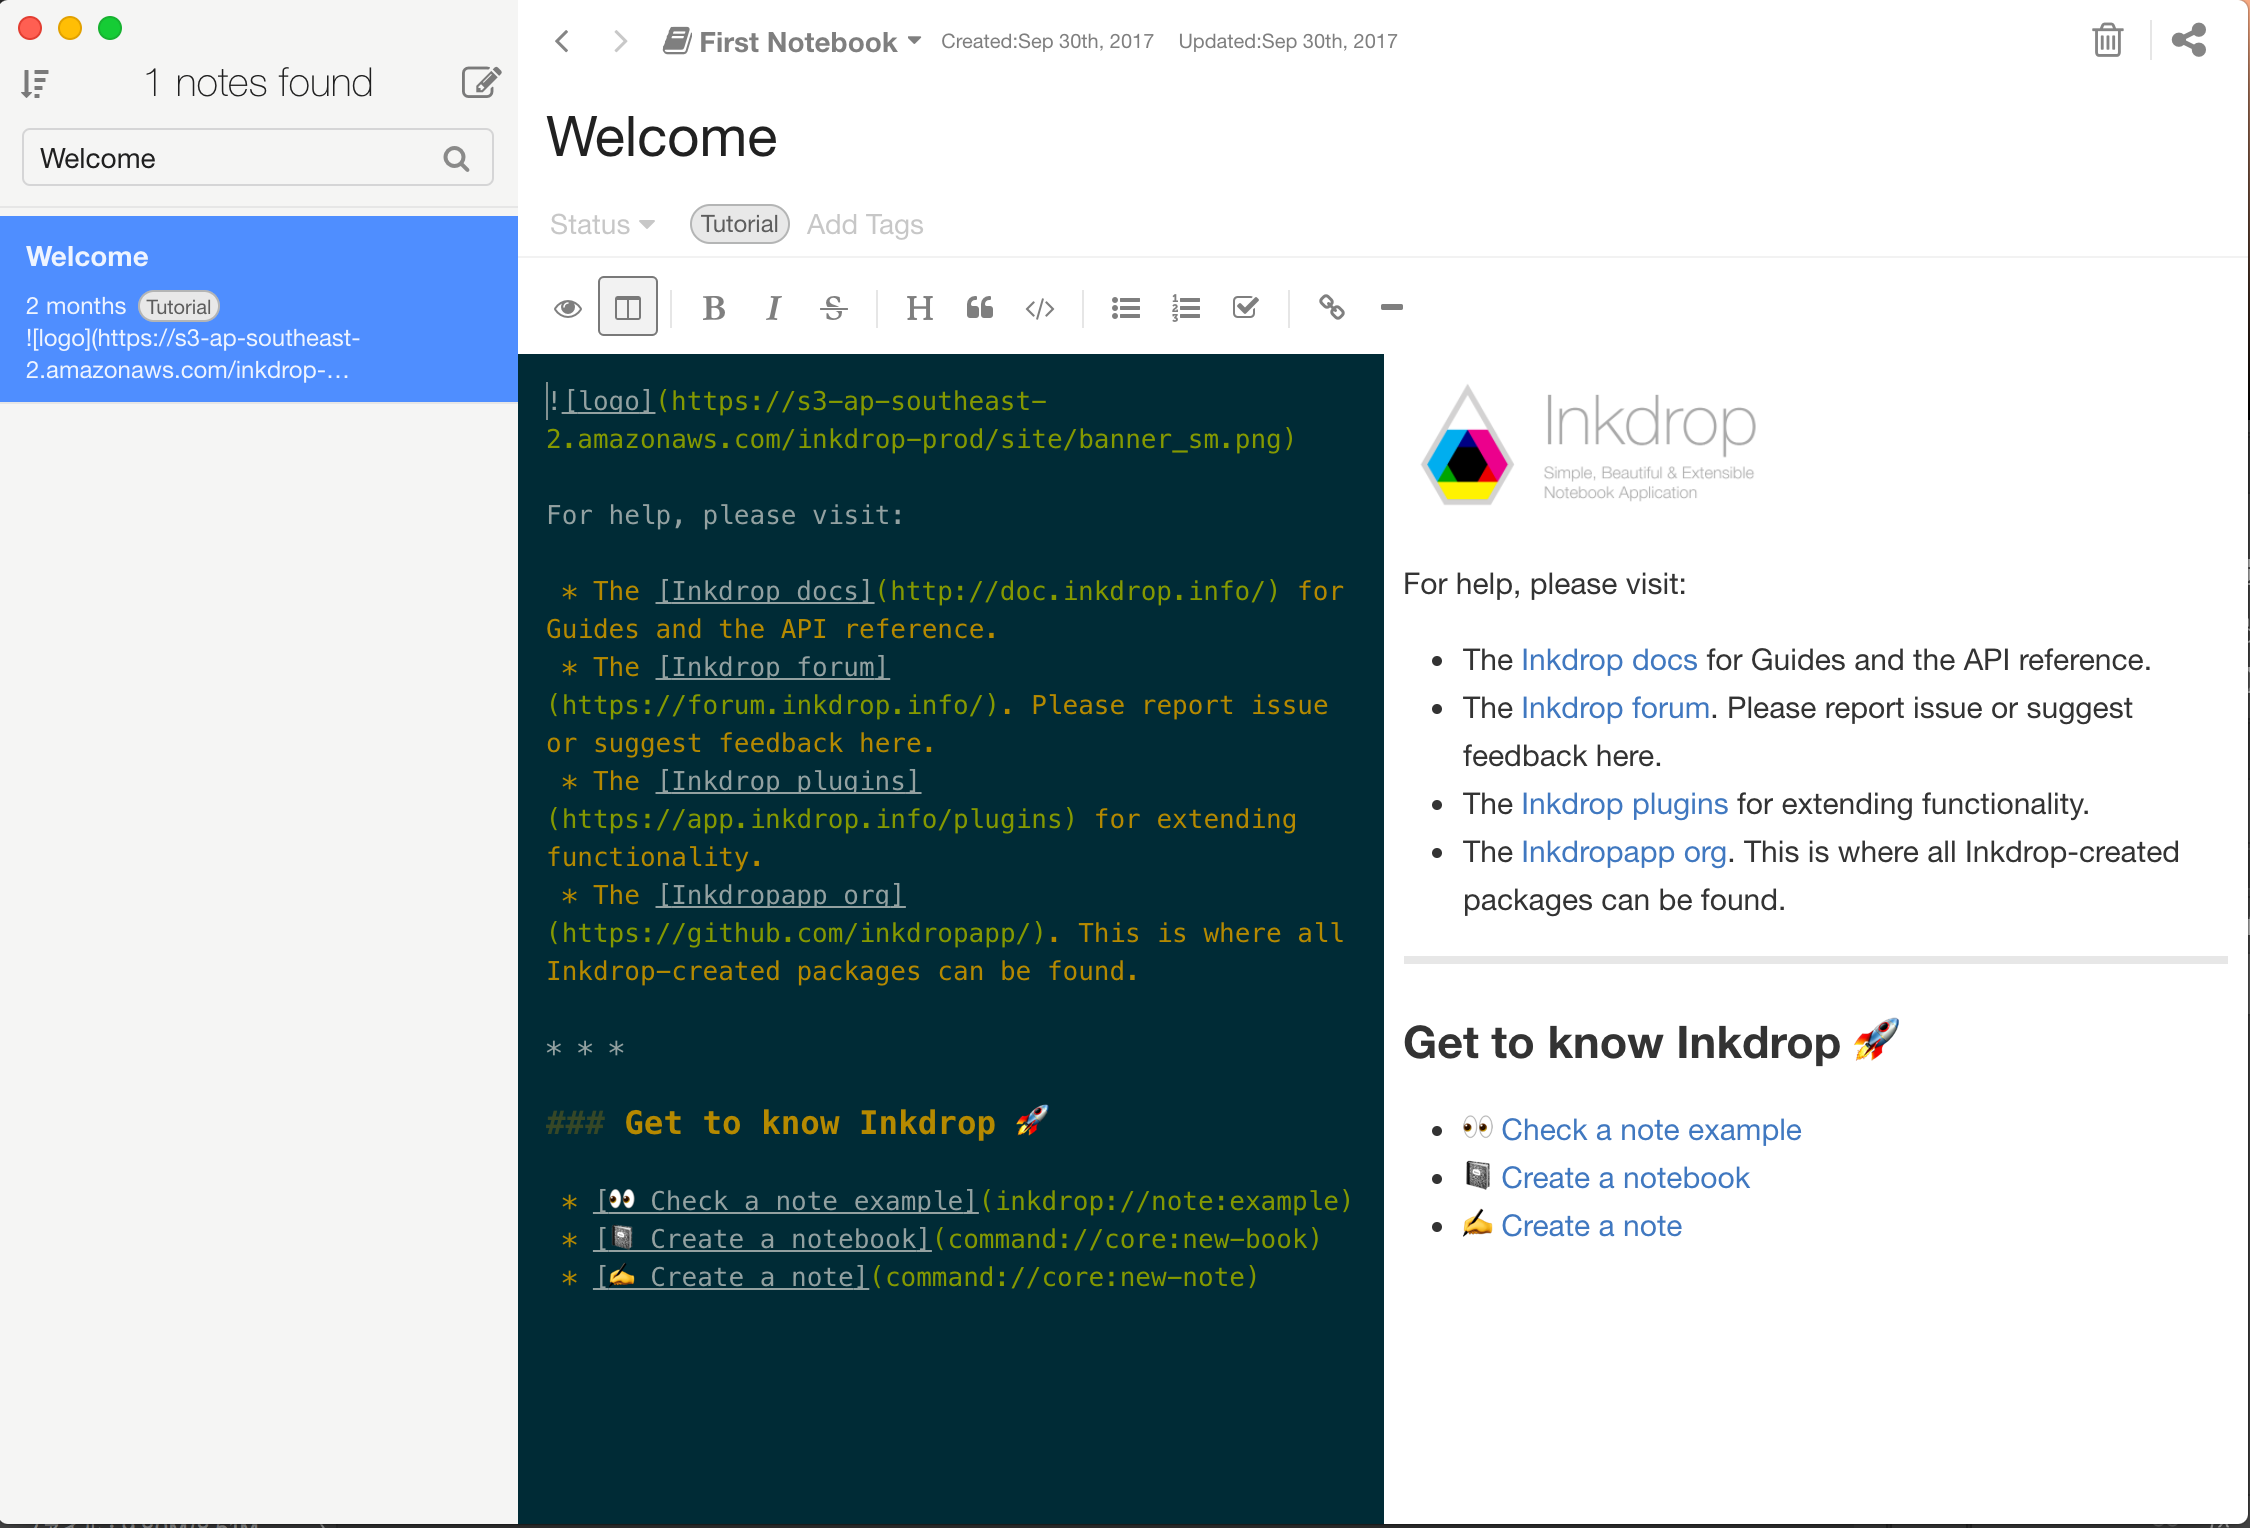 1 notes found
Welcome
Welcome
2 months Tutorial
![logo](https://s3-ap-southeast-
2.amazonaws.com/inkdrop-…
First Notebook Created:Sep 30th, 2017 Updated:Sep 30th, 2017
Welcome
Status Tutorial Add Tags
B I S H </>
![logo](https://s3-ap-southeast-
2.amazonaws.com/inkdrop-prod/site/banner_sm.png)
For help, please visit:
* The [Inkdrop docs](http://doc.inkdrop.info/) for
Guides and the API reference.
* The [Inkdrop forum]
(https://forum.inkdrop.info/). Please report issue
or suggest feedback here.
* The [Inkdrop plugins]
(https://app.inkdrop.info/plugins) for extending
functionality.
* The [Inkdropapp org]
(https://github.com/inkdropapp/). This is where all
Inkdrop-created packages can be found.
* * *
### Get to know Inkdrop 🚀
* [👀 Check a note example](inkdrop://note:example)
* [📓 Create a notebook](command://core:new-book)
* [✍️ Create a note](command://core:new-note)
Inkdrop
Simple, Beautiful & Extensible
Notebook Application
For help, please visit:
• The Inkdrop docs for Guides and the API reference.
• The Inkdrop forum. Please report issue or suggest
feedback here.
• The Inkdrop plugins for extending functionality.
• The Inkdropapp org. This is where all Inkdrop-created
packages can be found.
Get to know Inkdrop 🚀
• 👀 Check a note example
• 📓 Create a notebook
• ✍️ Create a note